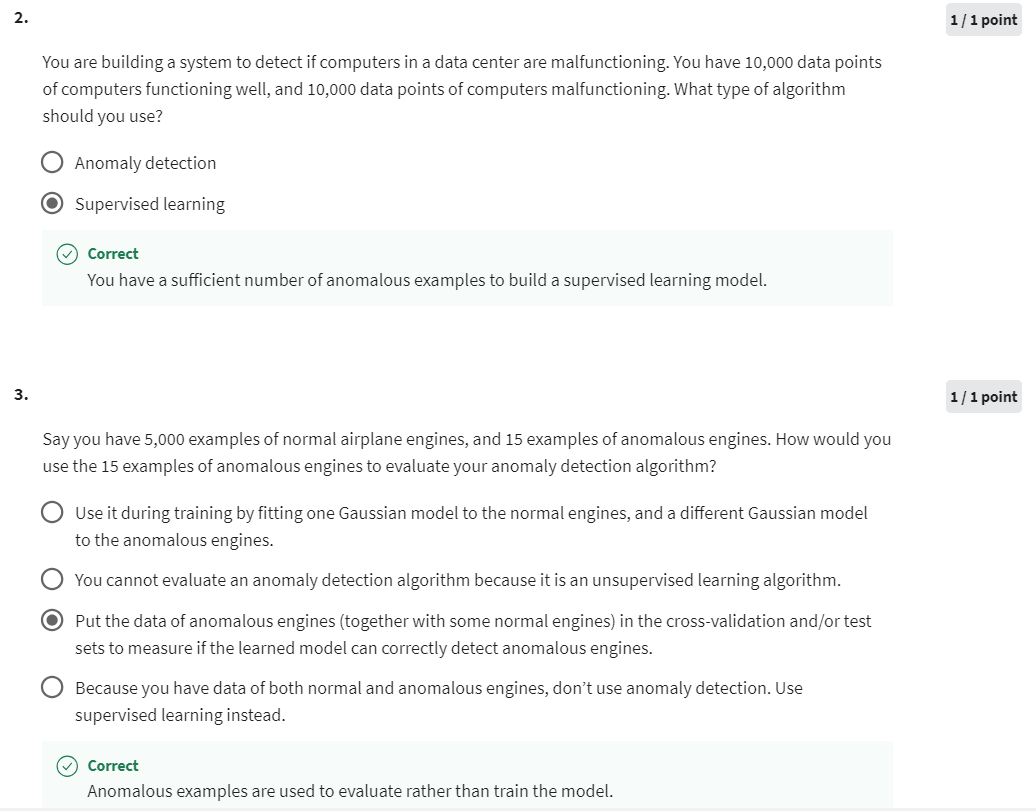 2.
1 / 1 point
You are building a system to detect if computers in a data center are malfunctioning. You have 10,000 data points
of computers functioning well, and 10,000 data points of computers malfunctioning. What type of algorithm
should you use?
Anomaly detection
Supervised learning
Correct
You have a sufficient number of anomalous examples to build a supervised learning model.
3.
1 / 1 point
Say you have 5,000 examples of normal airplane engines, and 15 examples of anomalous engines. How would you
use the 15 examples of anomalous engines to evaluate your anomaly detection algorithm?
Use it during training by fitting one Gaussian model to the normal engines, and a different Gaussian model
to the anomalous engines.
You cannot evaluate an anomaly detection algorithm because it is an unsupervised learning algorithm.
Put the data of anomalous engines (together with some normal engines) in the cross-validation and/or test
sets to measure if the learned model can correctly detect anomalous engines.
Because you have data of both normal and anomalous engines, don’t use anomaly detection. Use
supervised learning instead.
Correct
Anomalous examples are used to evaluate rather than train the model.